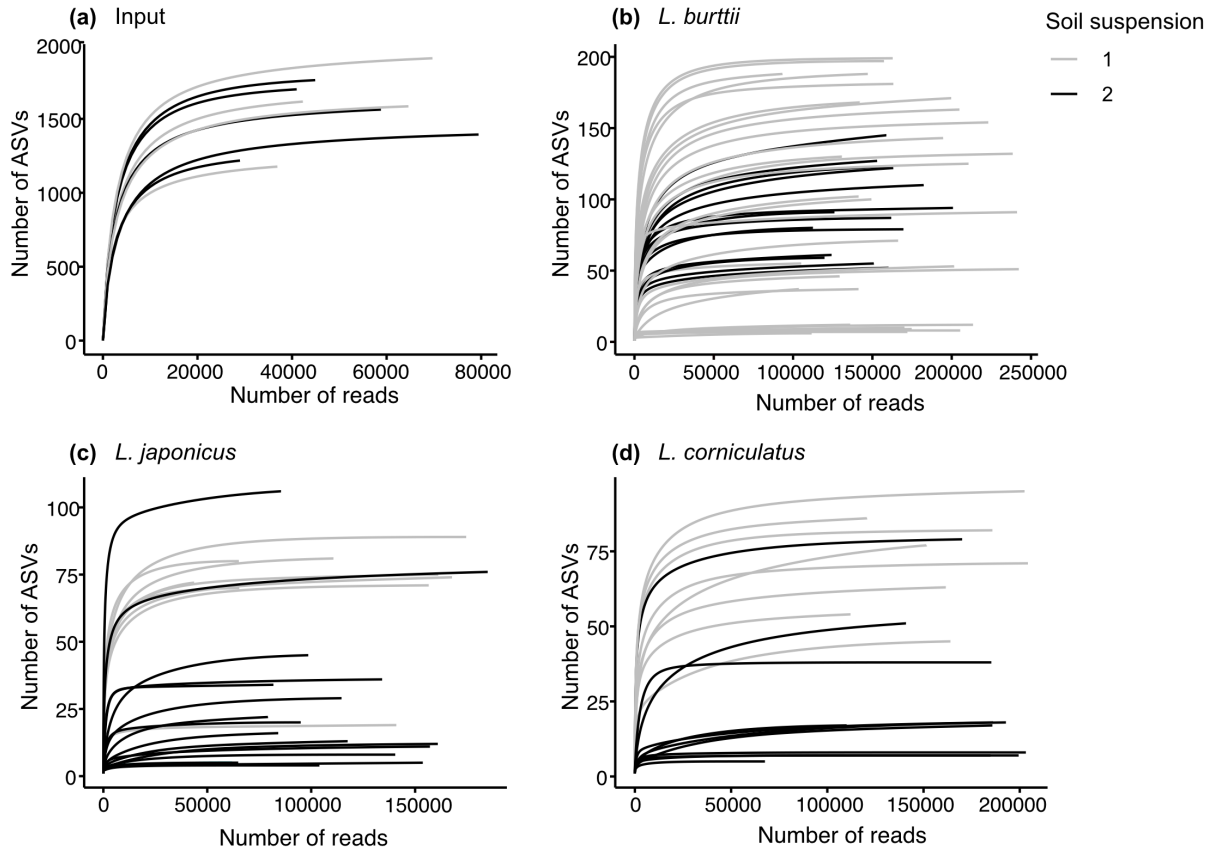 (a) Input
2000
1500
1000
500
0
Number of ASVs
0 20000 40000 60000 80000
Number of reads
(b) L. burttii
200
150
100
50
0
Number of ASVs
0 50000 100000 150000 200000 250000
Number of reads
Soil suspension
1
2
(c) L. japonicus
100
75
50
25
0
Number of ASVs
0 50000 100000 150000
Number of reads
(d) L. corniculatus
75
50
25
0
Number of ASVs
0 50000 100000 150000 200000
Number of reads